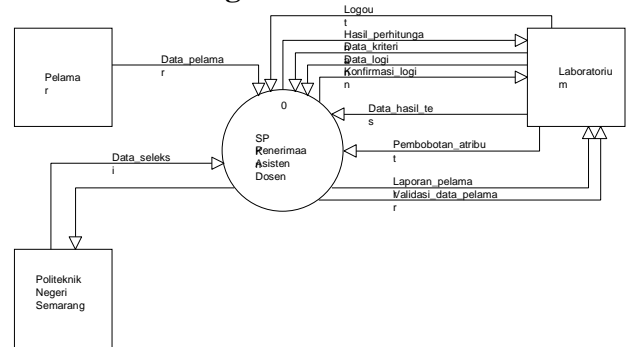 Logou
t
Hasil_perhitunga
n
Data_kriteri
a
Data_logi
n
Konfirmasi_logi
n
Pelama
r
Data_pelama
r
Laboratoriu
m
0
SP
K
Penerimaa
n
Asisten
Dosen
Data_hasil_te
s
Pembobotan_atribu
t
Data_seleks
i
Laporan_pelama
r
Validasi_data_pelama
r
Politeknik
Negeri
Semarang